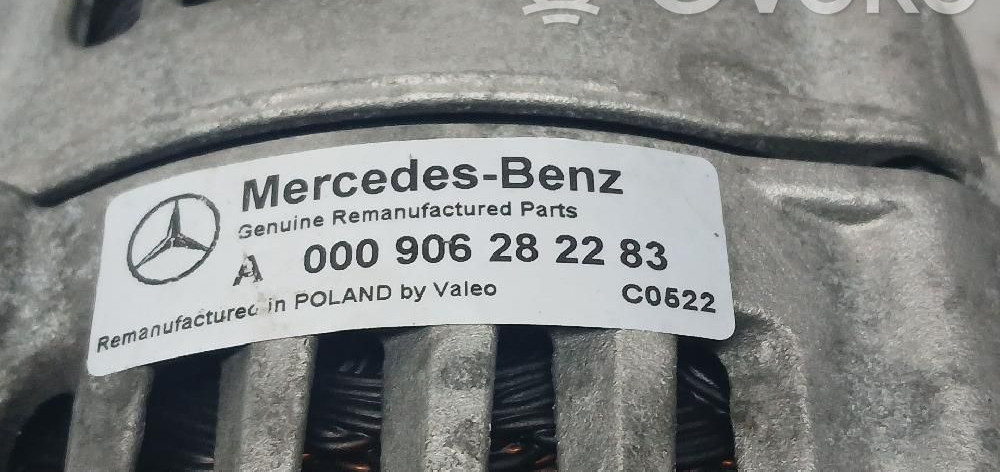 Mercedes-Benz
Genuine Remanufactured Parts
A 000 906 28 22 83
Remanufactured in POLAND by Valeo
C0522